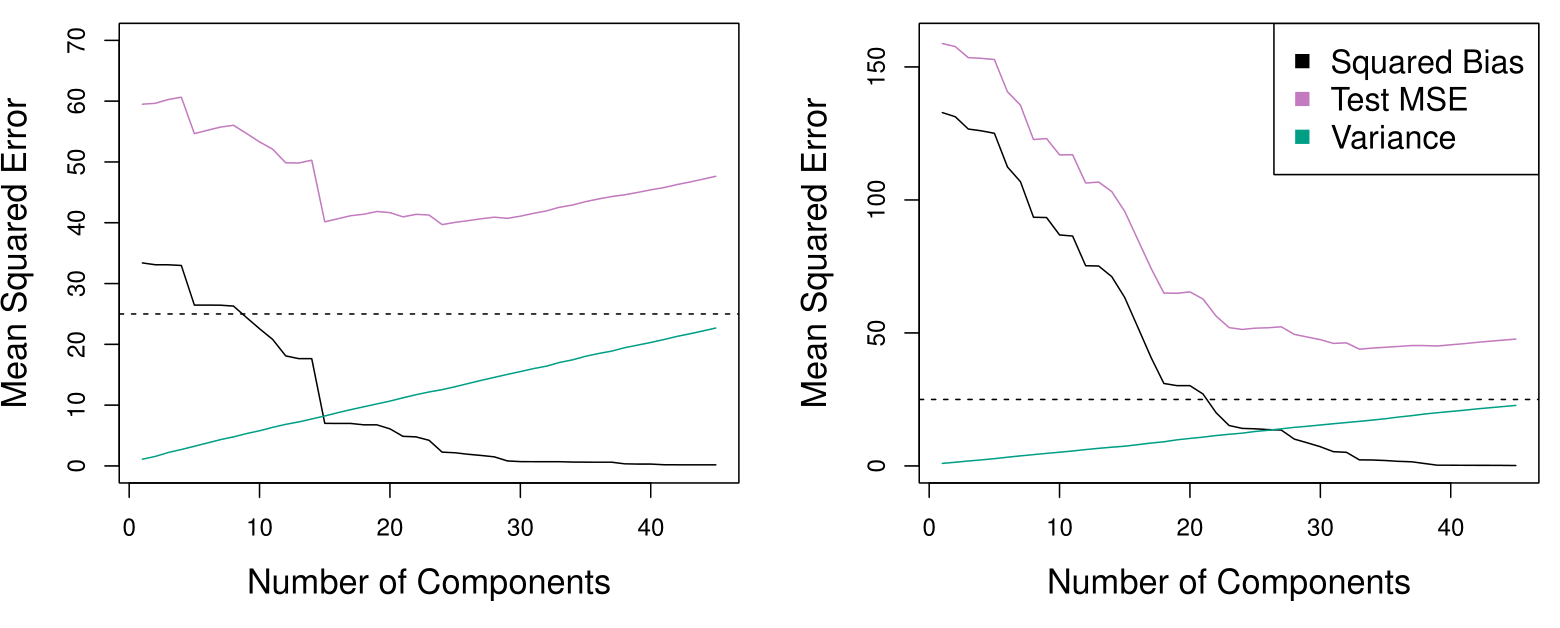 Mean Squared Error
70
60
50
40
30
20
10
0
0 10 20 30 40
Number of Components
Mean Squared Error
150
100
50
0
0 10 20 30 40
Number of Components
Squared Bias
Test MSE
Variance